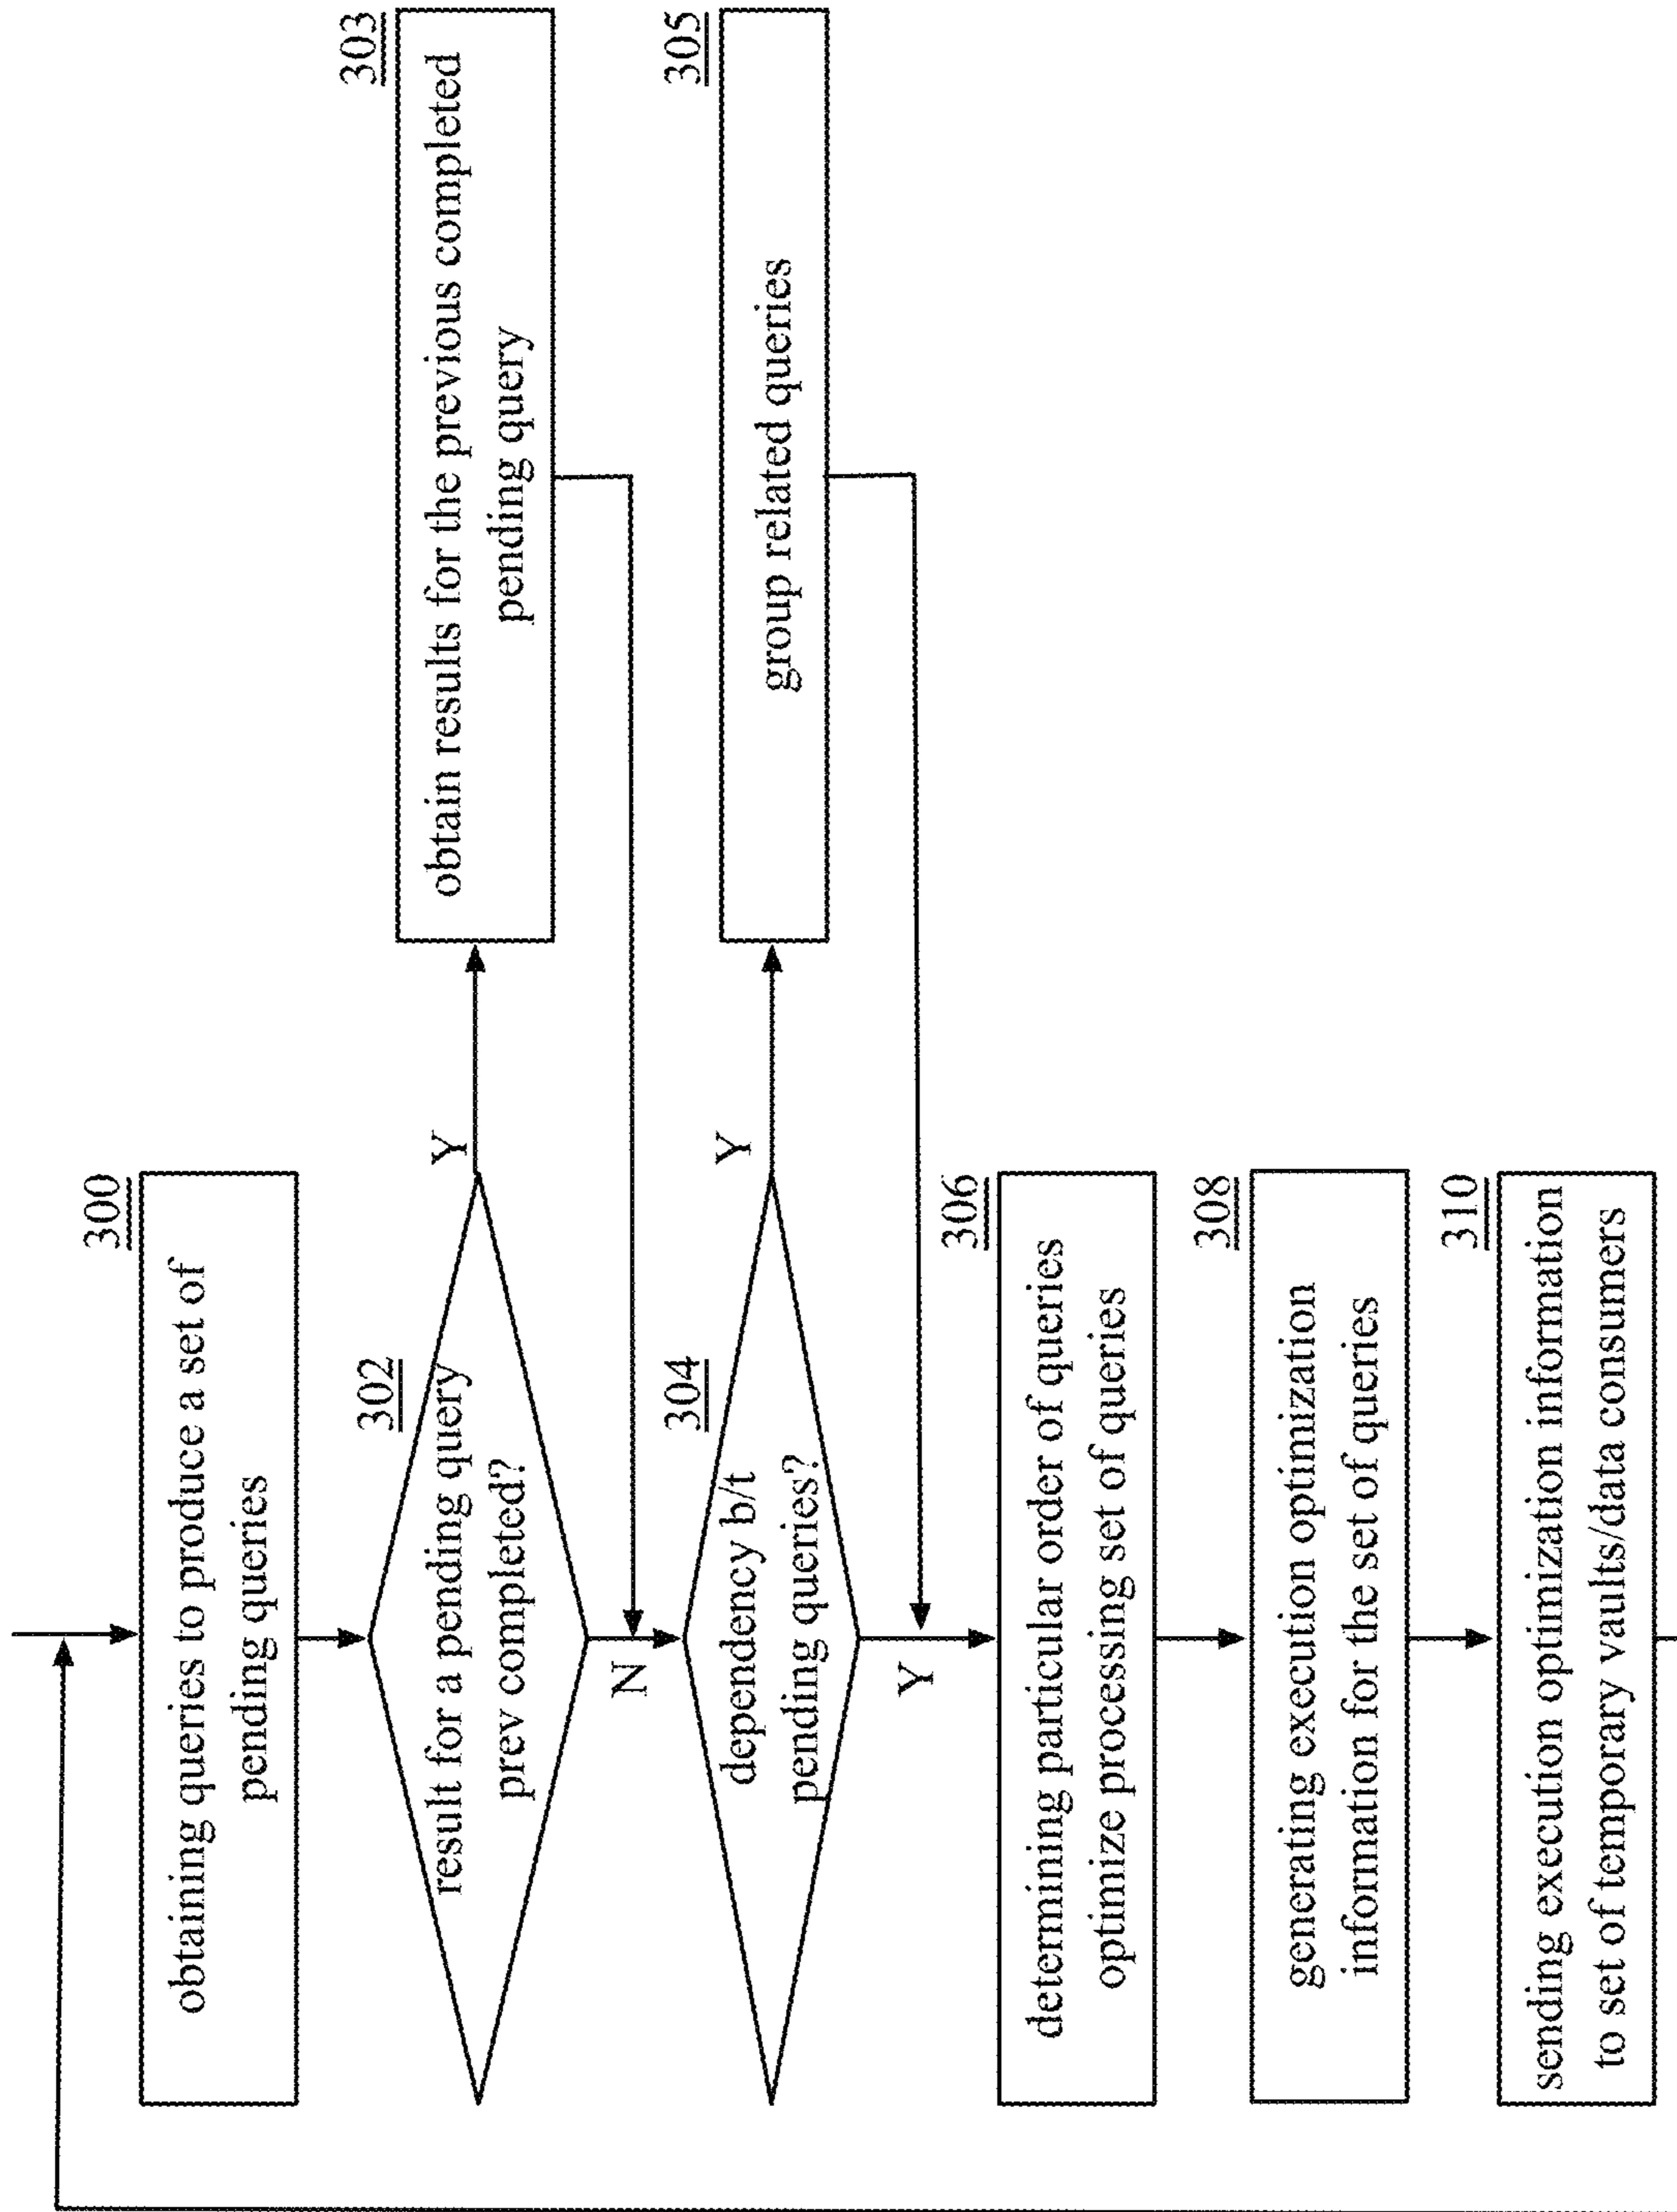 300
obtaining queries to produce a set of
pending queries
302
result for a pending query
prev completed?
Y
303
obtain results for the previous completed
pending query
N
304
dependency b/t
pending queries?
Y
305
group related queries
Y
306
determining particular order of queries
optimize processing set of queries
308
generating execution optimization
information for the set of queries
310
sending execution optimization information
to set of temporary vaults/data consumers